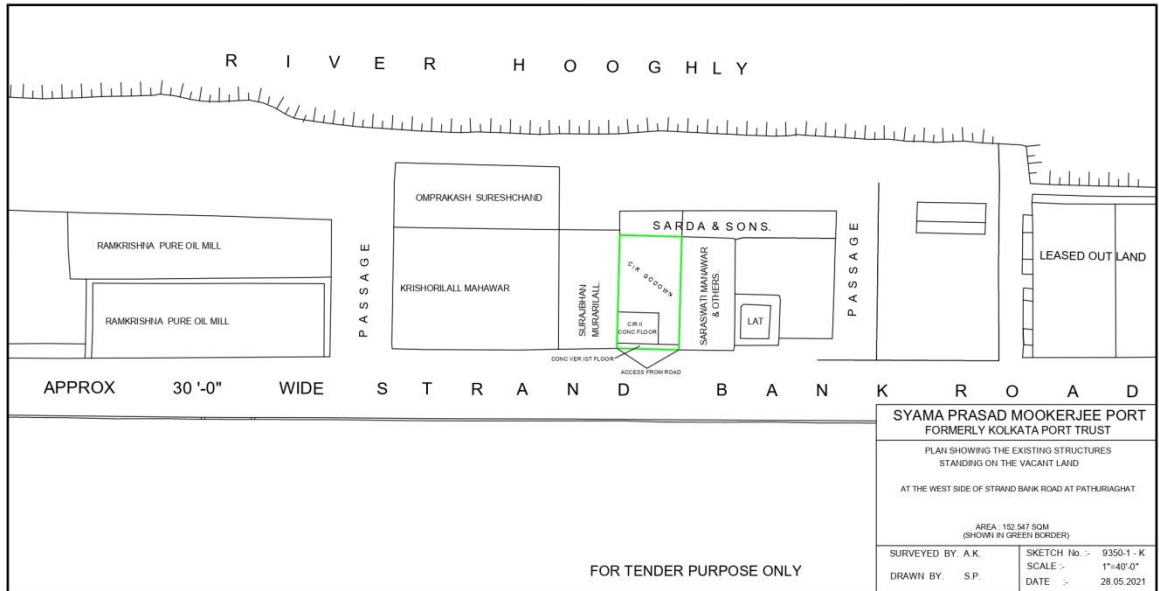 RIVER HOOGHLY
OMPRAKASH SURESHCHAND
SARDA & SONS.
RAMKRISHNA PURE OIL MILL
PASSAGE
PASSAGE
LEASED OUT LAND
KRISHORILALL MAHAWAR
SURAJBHAN
MURARILALL.
C/R GODOWN
SARASWATI MANAWAR
& OTHERS.
RAMKRISHNA PURE OIL MILL
C/R II
CONC FLOOR
LAT
CONC VER IST FLOOR
ACCESS FROM ROAD
APPROX 30 '-0" WIDE STRAND BANK ROAD
SYAMA PRASAD MOOKERJEE PORT
FORMERLY KOLKATA PORT TRUST
PLAN SHOWING THE EXISTING STRUCTURES
STANDING ON THE VACANT LAND
AT THE WEST SIDE OF STRAND BANK ROAD AT PATHURIAGHAT
AREA : 152.547 SQM
(SHOWN IN GREEN BORDER)
SURVEYED BY. A.K.
DRAWN BY. S.P.
SKETCH No. :- 9350-1 - K
SCALE :- 1"=40'-0"
DATE :- 28.05.2021
FOR TENDER PURPOSE ONLY